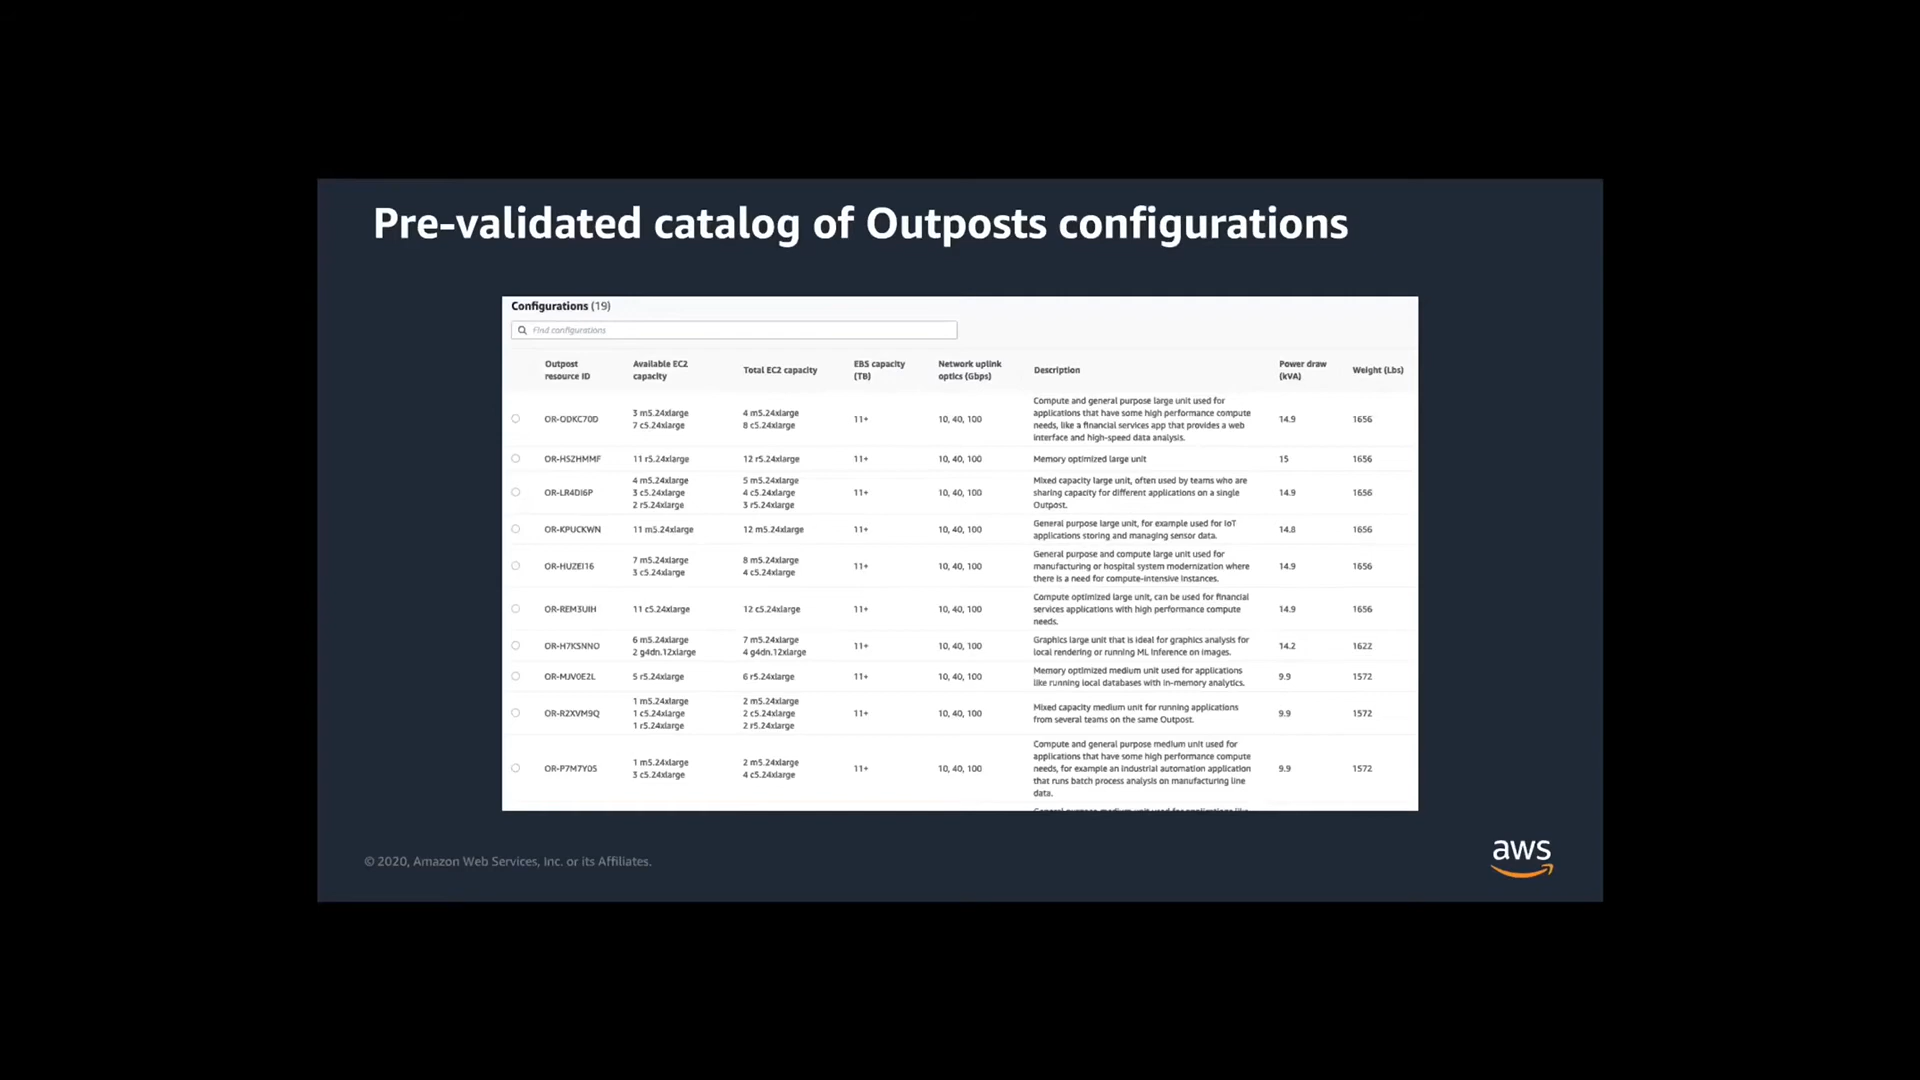 Pre-validated catalog of Outposts configurations
Configurations (19)
Find configurations
Outpost resource ID Available EC2 capacity Total EC2 capacity EBS capacity (TB) Network uplink optics (Gbps) Description Power draw (kVA) Weight (Lbs)
OR-ODKC70D
3 m5.24xlarge
7 c5.24xlarge
4 m5.24xlarge
8 c5.24xlarge
11+
10, 40, 100
Compute and general purpose large unit used for
applications that have some high performance compute
needs, like a financial services app that provides a web
interface and high-speed data analysis.
14.9
1656
OR-HSZHMMF
11 r5.24xlarge
12 r5.24xlarge
11+
10, 40, 100
Memory optimized large unit
15
1656
OR-LR4DI6P
4 m5.24xlarge
3 c5.24xlarge
2 r5.24xlarge
5 m5.24xlarge
4 c5.24xlarge
3 r5.24xlarge
11+
10, 40, 100
Mixed capacity large unit, often used by teams who are
sharing capacity for different applications on a single
Outpost.
14.9
1656
OR-KPUCKWN
11 m5.24xlarge
12 m5.24xlarge
11+
10, 40, 100
General purpose large unit, for example used for IoT
applications storing and managing sensor data.
14.8
1656
OR-HUZEI16
7 m5.24xlarge
3 c5.24xlarge
8 m5.24xlarge
4 c5.24xlarge
11+
10, 40, 100
General purpose and compute large unit used for
manufacturing or hospital system modernization where
there is a need for compute-intensive instances.
14.9
1656
OR-REM3UIH
11 c5.24xlarge
12 c5.24xlarge
11+
10, 40, 100
Compute optimized large unit, can be used for financial
services applications with high performance compute
needs.
14.9
1656
OR-H7KSNNO
6 m5.24xlarge
2 g4dn.12xlarge
7 m5.24xlarge
4 g4dn.12xlarge
11+
10, 40, 100
Graphics large unit that is ideal for graphics analysis for
local rendering or running ML inference on images.
14.2
1622
OR-MJV0EZL
5 r5.24xlarge
6 r5.24xlarge
11+
10, 40, 100
Memory optimized medium unit used for applications
like running local databases with in-memory analytics.
9.9
1572
OR-R2XVM9Q
1 m5.24xlarge
1 c5.24xlarge
1 r5.24xlarge
2 m5.24xlarge
2 c5.24xlarge
2 r5.24xlarge
11+
10, 40, 100
Mixed capacity medium unit for running applications
from several teams on the same Outpost.
9.9
1572
OR-P7M7Y05
1 m5.24xlarge
3 c5.24xlarge
2 m5.24xlarge
4 c5.24xlarge
11+
10, 40, 100
Compute and general purpose medium unit used for
applications that have some high performance compute
needs, for example an industrial automation application
that runs batch process analysis on manufacturing line
data.
9.9
1572
© 2020, Amazon Web Services, Inc. or its Affiliates.
aws